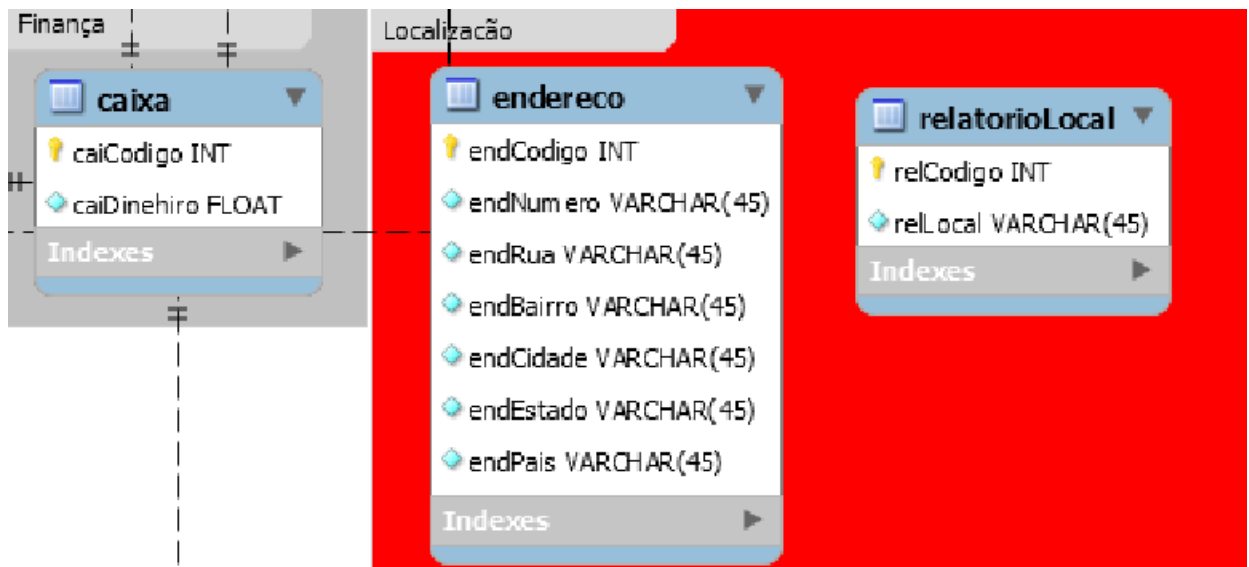 Finança
caixa
caiCodigo INT
caiDinehiro FLOAT
Indexes
Localizacão
endereco
endCodigo INT
endNumero VARCHAR(45)
endRua VARCHAR(45)
endBairro VARCHAR(45)
endCidade VARCHAR(45)
endEstado VARCHAR(45)
endPais VARCHAR(45)
Indexes
relatorioLocal
relCodigo INT
relLocal VARCHAR(45)
Indexes